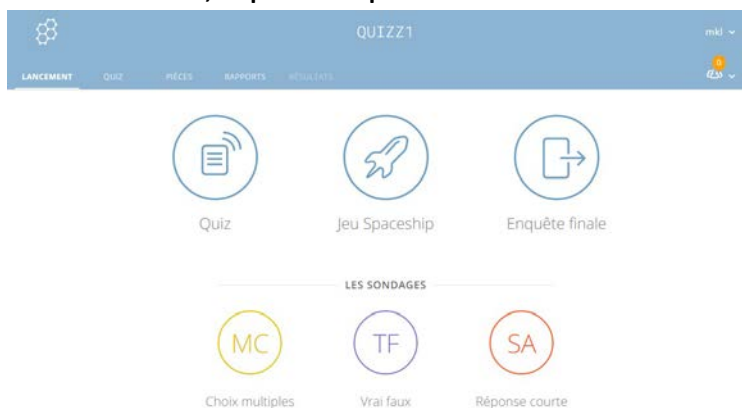 QUIZZ1
mkl
LANCEMENT QUIZ PIÈCES RAPPORTS RÉSULTATS
0
Quiz Jeu Spaceship Enquête finale
LES SONDAGES
MC TF SA
Choix multiples Vrai faux Réponse courte